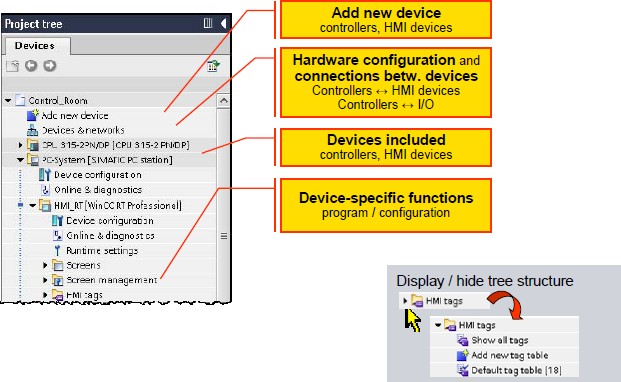 Project tree
Devices
Control_Room
Add new device
Devices & networks
CPU 315-2PN/DP [CPU 315-2 PN/DP]
PC-System [SIMATIC PC station]
Device configuration
Online & diagnostics
HMI_RT [WinCC RT Professional]
Device configuration
Online & diagnostics
Runtime settings
Screens
Screen management
HMI tags
Add new device
controllers, HMI devices
Hardware configuration and
connections betw. devices
Controllers ↔ HMI devices
Controllers ↔ I/O
Devices included
controllers, HMI devices
Device-specific functions
program / configuration
Display / hide tree structure
HMI tags
HMI tags
Show all tags
Add new tag table
Default tag table [18]